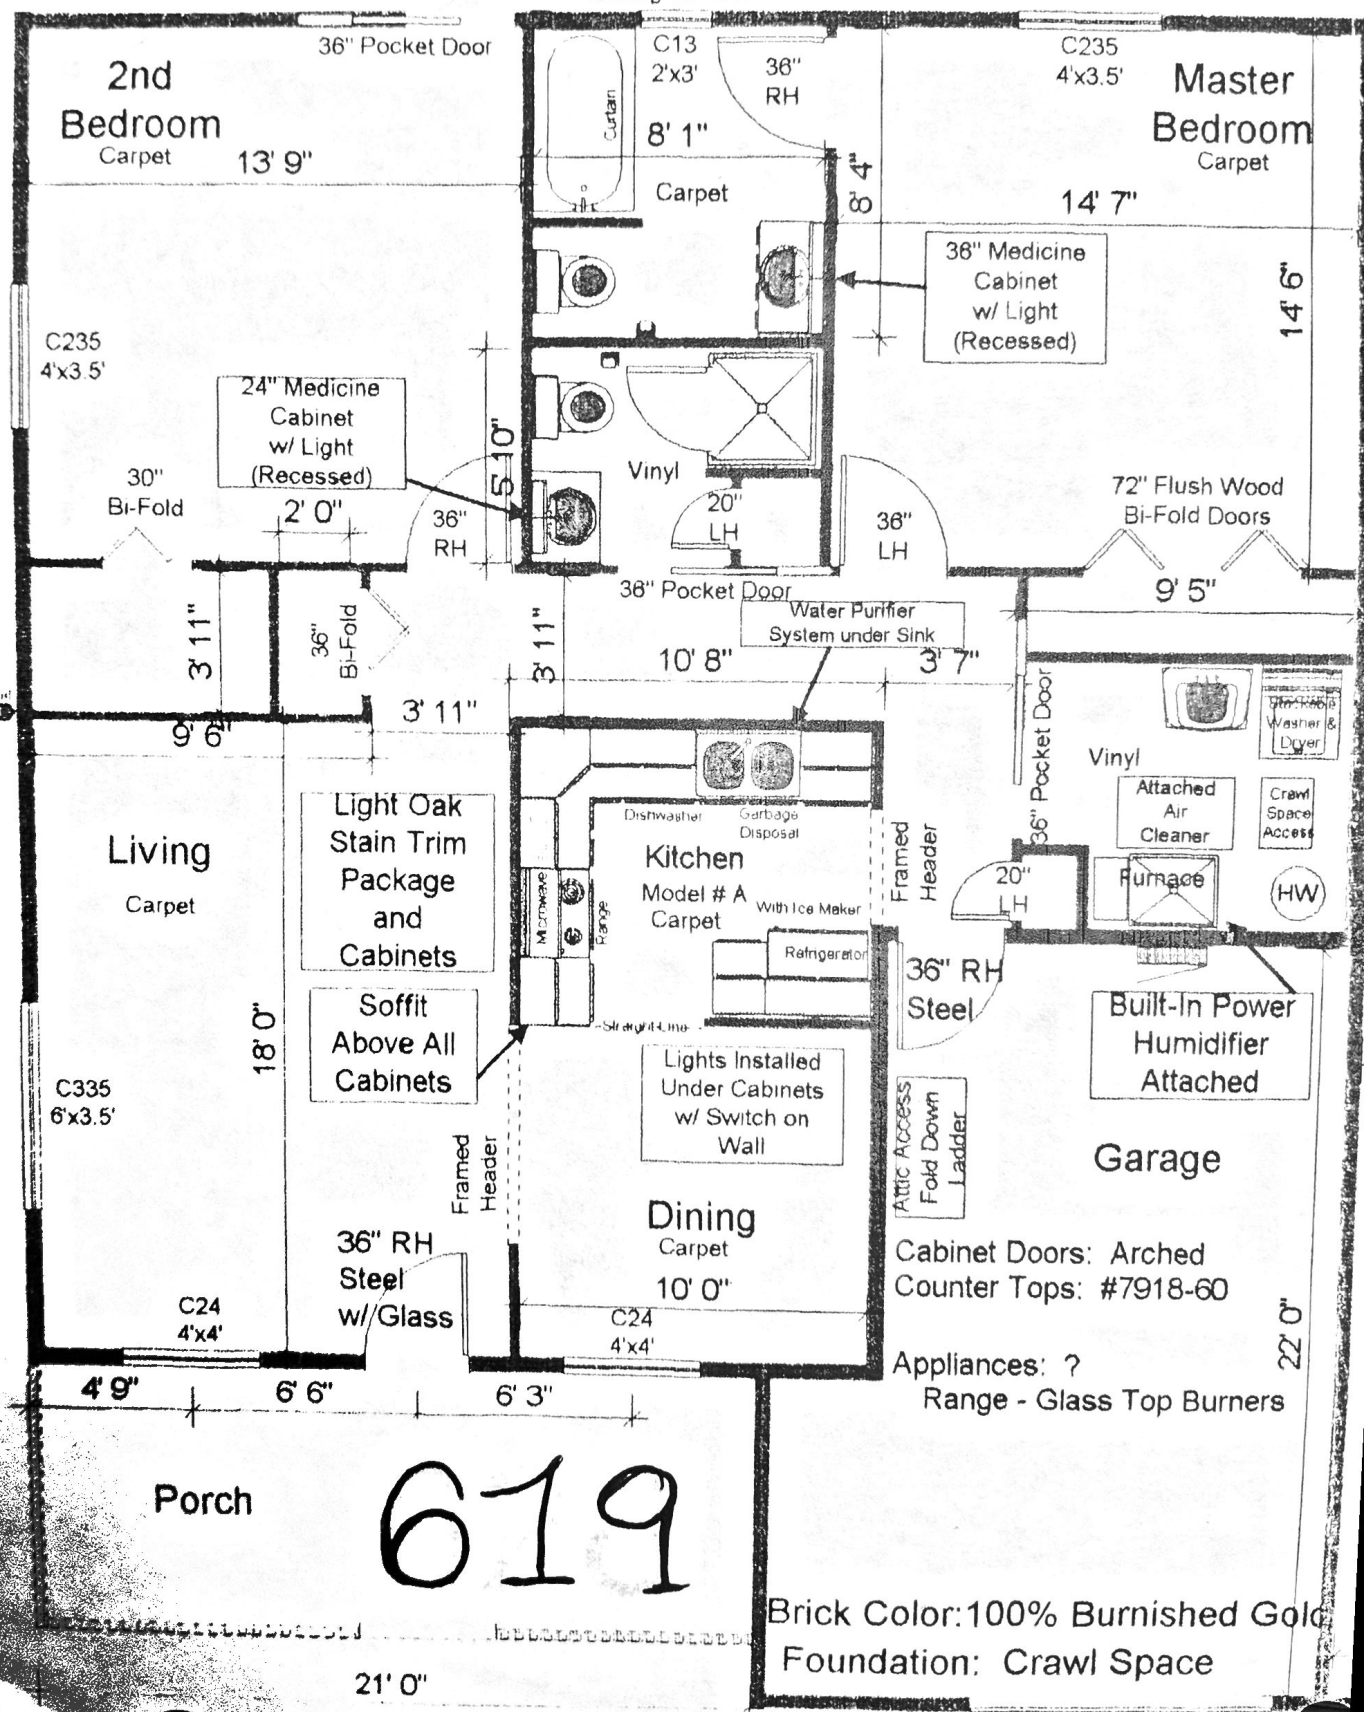 36" Pocket Door
2nd
Bedroom
Carpet
13' 9"
Curtain
C13
2'x3'
36"
RH
8' 1"
Carpet
8' 4"
C235
4'x3.5'
Master
Bedroom
Carpet
14' 7"
36" Medicine
Cabinet
w/ Light
(Recessed)
14' 6"
C235
4'x3.5'
24" Medicine
Cabinet
w/ Light
(Recessed)
5' 10"
30"
Bi-Fold
2' 0"
36"
RH
Vinyl
20"
LH
36"
LH
72" Flush Wood
Bi-Fold Doors
9' 5"
36" Pocket Door
Water Purifier
System under Sink
3' 11"
36"
Bi-Fold
3' 11"
10' 8"
3' 7"
3' 11"
9' 6"
36" Pocket Door
Stackable
Washer &
Dryer
Vinyl
Attached
Air
Cleaner
Crawl
Space
Access
Furnace
HW
Living
Carpet
Light Oak
Stain Trim
Package
and
Cabinets
Dishwasher
Garbage
Disposal
Kitchen
Model # A
Carpet
Microwave
Range
With Ice Maker
Refrigerator
Framed
Header
20"
LH
36" RH
Steel
Built-In Power
Humidifier
Attached
Soffit
Above All
Cabinets
Straight Line
18' 0"
C335
6'x3.5'
Lights Installed
Under Cabinets
w/ Switch on
Wall
Attic Access
Fold Down
Ladder
Garage
Framed
Header
Dining
Carpet
10' 0"
36" RH
Steel
w/ Glass
C24
4'x4'
C24
4'x4'
Cabinet Doors: Arched
Counter Tops: #7918-60
22' 0"
Appliances: ?
Range - Glass Top Burners
4' 9"
6' 6"
6' 3"
Porch
619
Brick Color:100% Burnished Gold
Foundation: Crawl Space
21' 0"